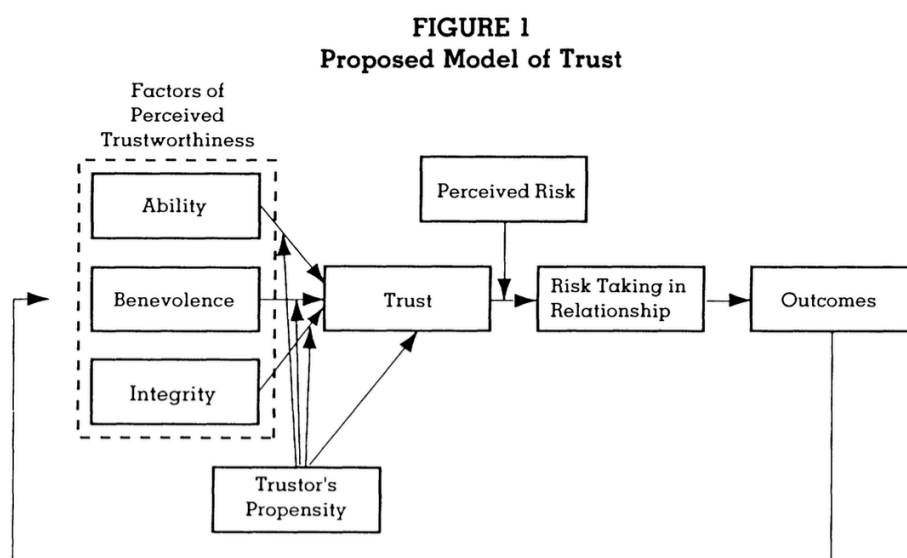 FIGURE 1
Proposed Model of Trust
Factors of
Perceived
Trustworthiness
Ability
Benevolence
Integrity
Trustor's
Propensity
Trust
Perceived Risk
Risk Taking in
Relationship
Outcomes